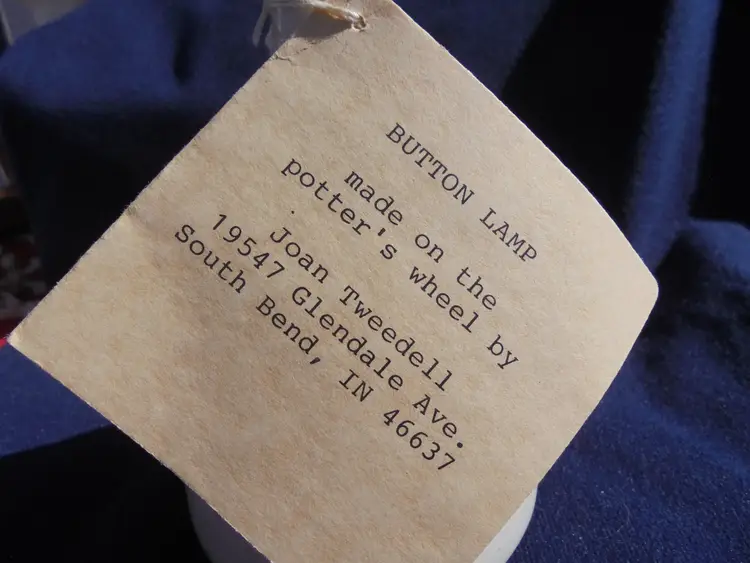 BUTTON LAMP
made on the
potter's wheel by
Joan Tweedell
19547 Glendale Ave.
South Bend, IN 46637